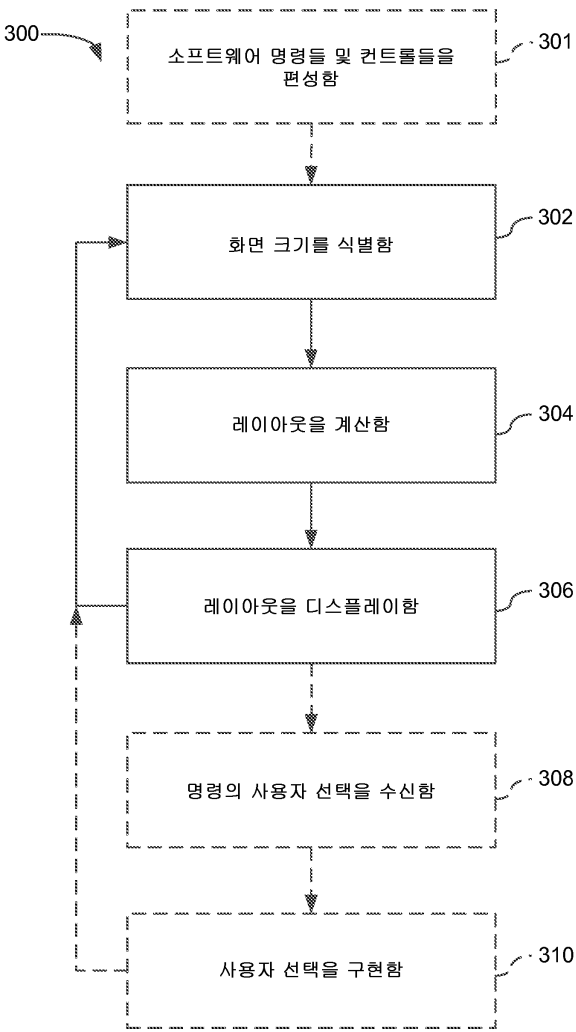 300
소프트웨어 명령들 및 컨트롤들을
편성함
301
화면 크기를 식별함
302
레이아웃을 계산함
304
레이아웃을 디스플레이함
306
명령의 사용자 선택을 수신함
308
사용자 선택을 구현함
310